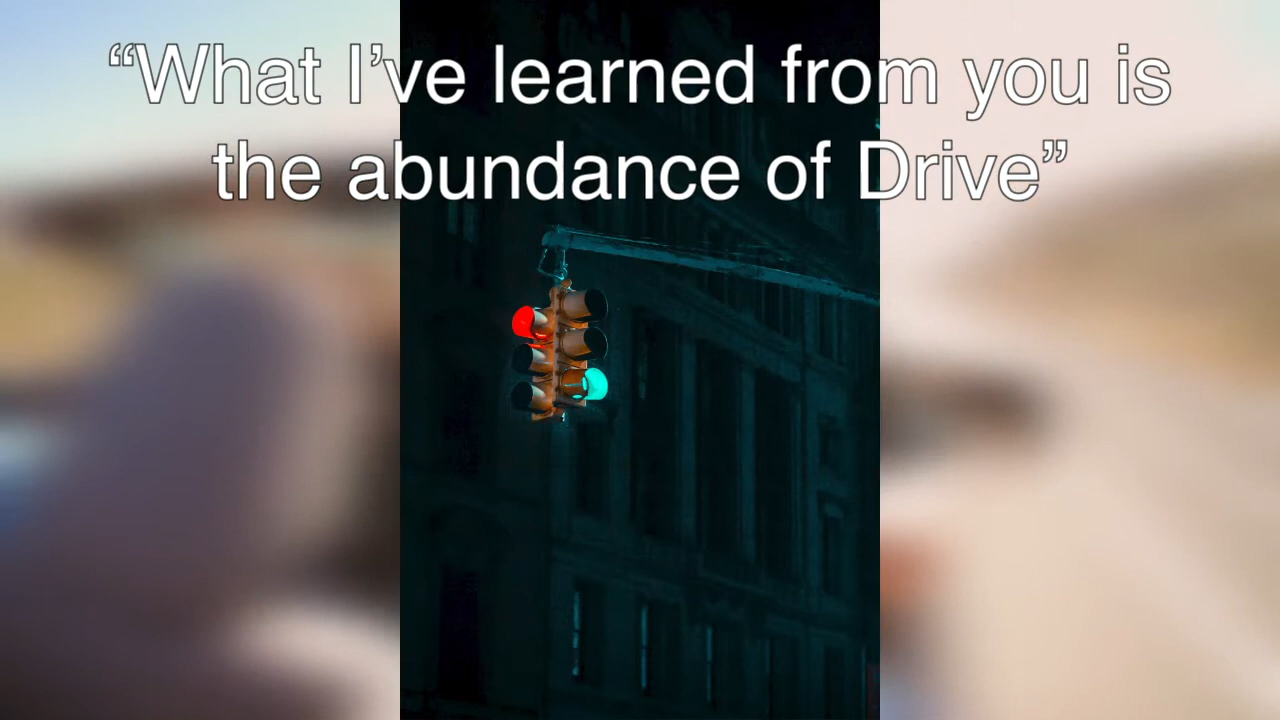 “What I’ve learned from you is
the abundance of Drive”